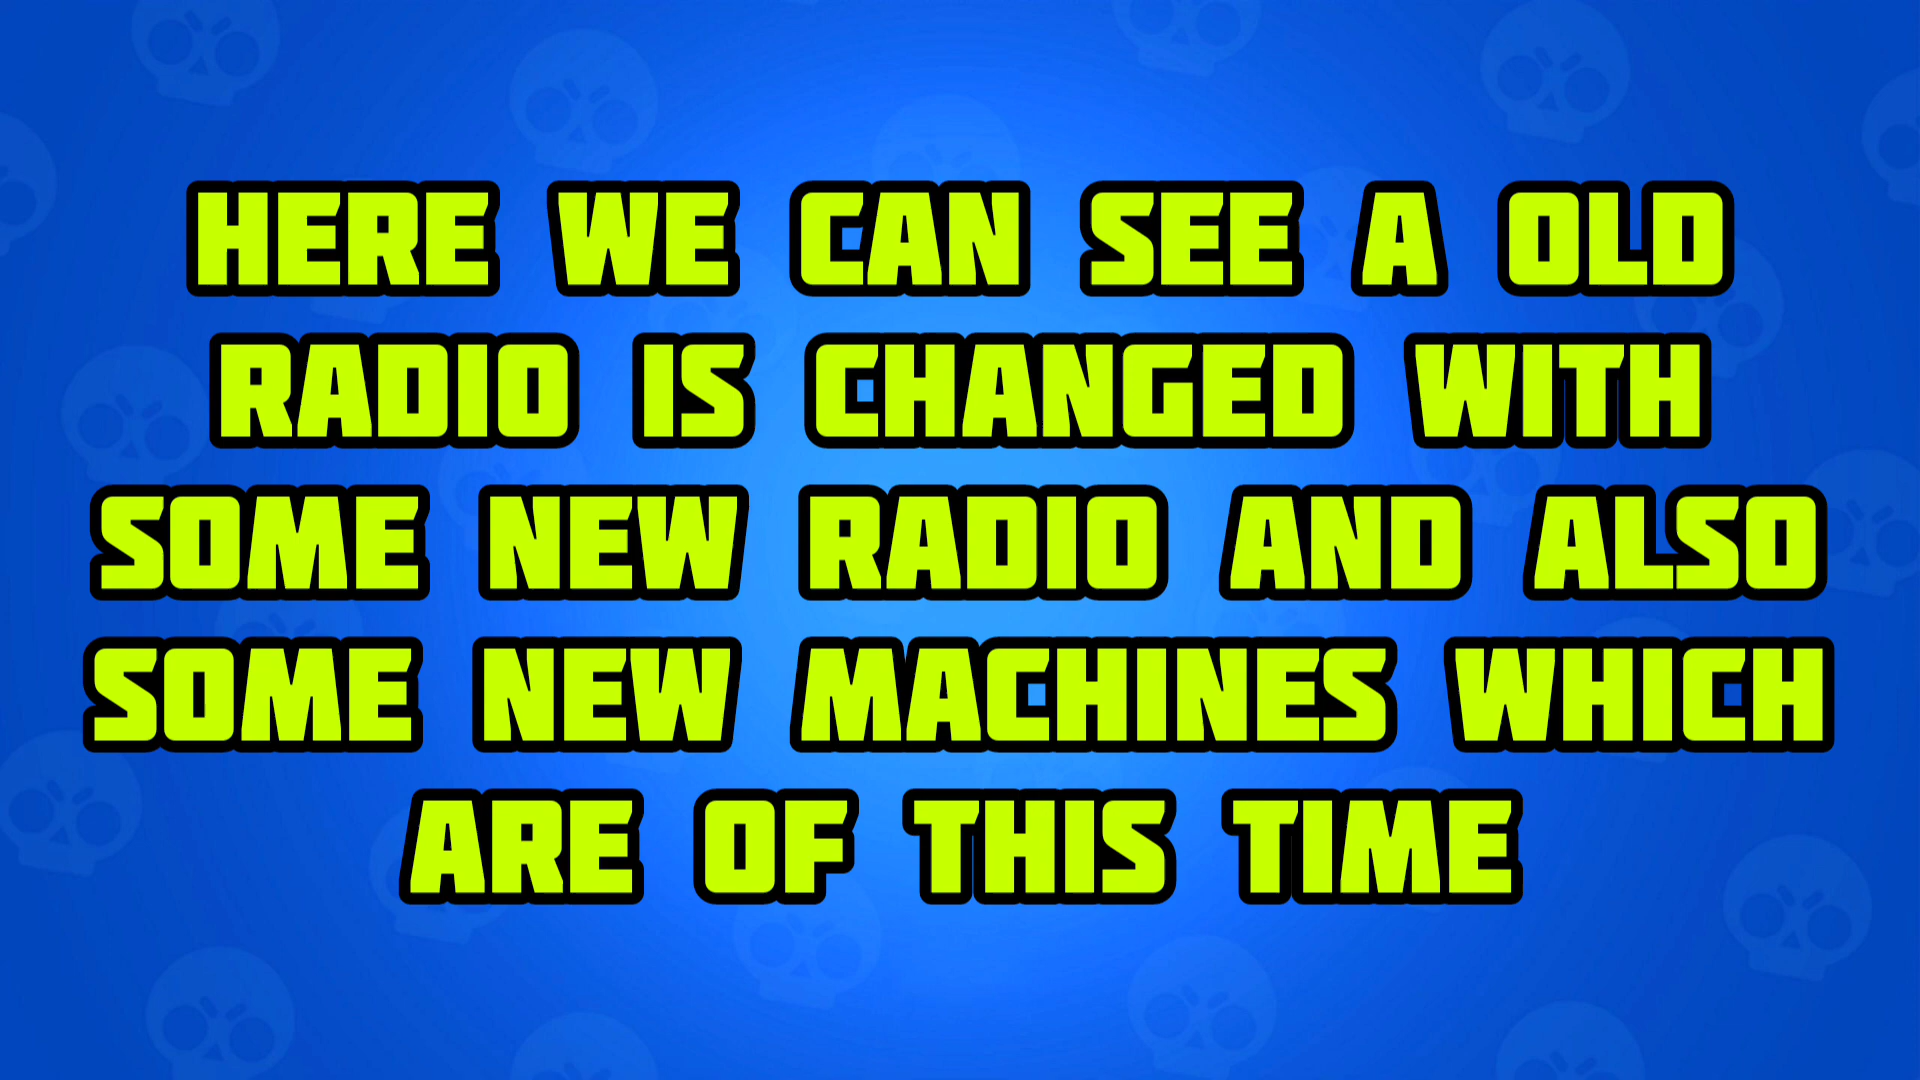 HERE WE CAN SEE A OLD
RADIO IS CHANGED WITH
SOME NEW RADIO AND ALSO
SOME NEW MACHINES WHICH
ARE OF THIS TIME